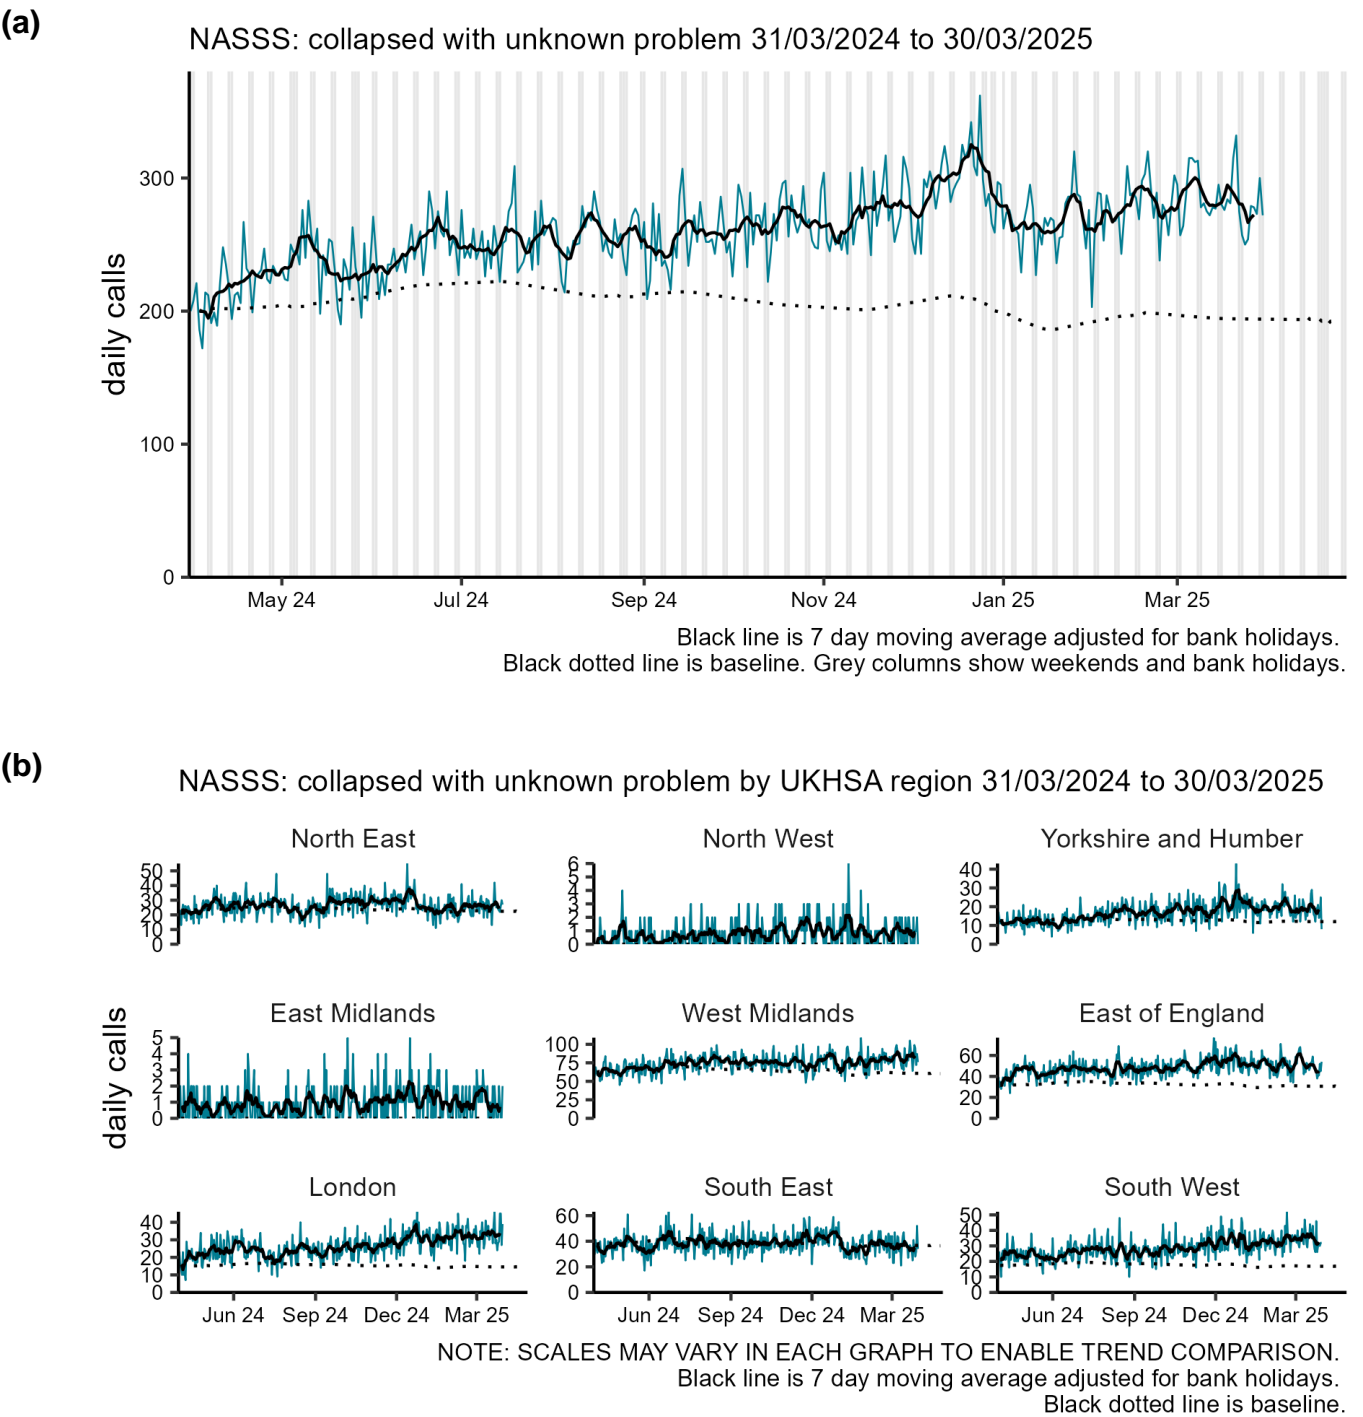 (a)
NASSS: collapsed with unknown problem 31/03/2024 to 30/03/2025
daily calls
300
200
100
0
May 24 Jul 24 Sep 24 Nov 24 Jan 25 Mar 25
Black line is 7 day moving average adjusted for bank holidays.
Black dotted line is baseline. Grey columns show weekends and bank holidays.
(b)
NASSS: collapsed with unknown problem by UKHSA region 31/03/2024 to 30/03/2025
daily calls
North East
50
40
30
20
10
0
North West
6
5
4
3
2
1
0
Yorkshire and Humber
40
30
20
10
0
East Midlands
5
4
3
2
1
0
West Midlands
100
75
50
25
0
East of England
60
40
20
0
London
40
30
20
10
0
Jun 24 Sep 24 Dec 24 Mar 25
South East
60
40
20
0
Jun 24 Sep 24 Dec 24 Mar 25
South West
50
40
30
20
10
0
Jun 24 Sep 24 Dec 24 Mar 25
NOTE: SCALES MAY VARY IN EACH GRAPH TO ENABLE TREND COMPARISON.
Black line is 7 day moving average adjusted for bank holidays.
Black dotted line is baseline.